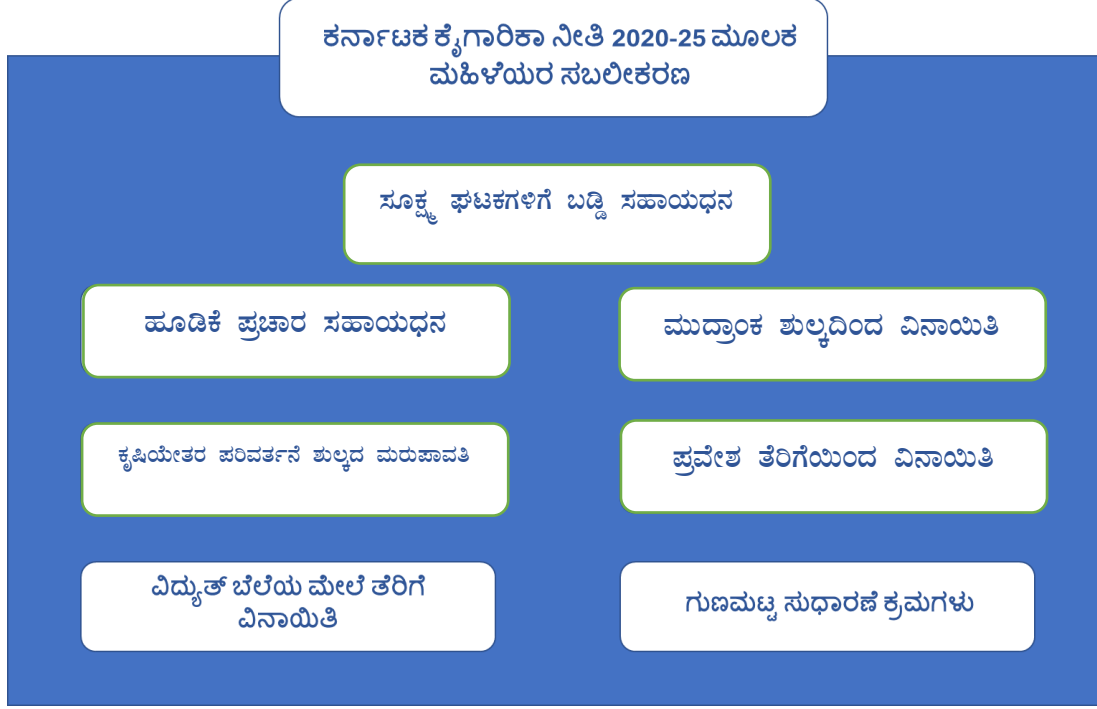 ಕರ್ನಾಟಕ ಕೈಗಾರಿಕಾ ನೀತಿ 2020-25 ಮೂಲಕ
ಮಹಿಳೆಯರ ಸಬಲೀಕರಣ
ಸೂಕ್ಷ್ಮ ಘಟಕಗಳಿಗೆ ಬಡ್ಡಿ ಸಹಾಯಧನ
ಹೂಡಿಕೆ ಪ್ರಚಾರ ಸಹಾಯಧನ
ಮುದ್ರಾಂಕ ಶುಲ್ಕದಿಂದ ವಿನಾಯಿತಿ
ಕೃಷಿಯೇತರ ಪರಿವರ್ತನೆ ಶುಲ್ಕದ ಮರುಪಾವತಿ
ಪ್ರವೇಶ ತೆರಿಗೆಯಿಂದ ವಿನಾಯಿತಿ
ವಿದ್ಯುತ್ ಬೆಲೆಯ ಮೇಲೆ ತೆರಿಗೆ
ವಿನಾಯಿತಿ
ಗುಣಮಟ್ಟ ಸುಧಾರಣೆ ಕ್ರಮಗಳು